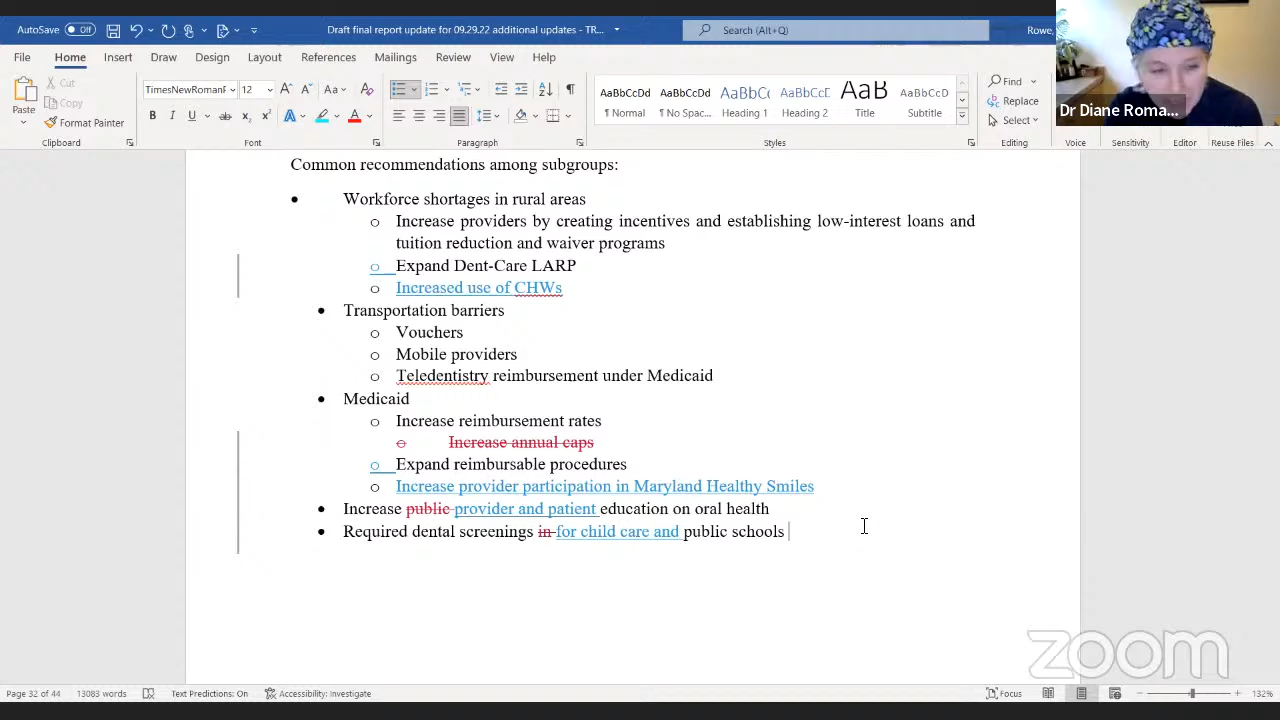 AutoSave Off Draft final report update for 09.29.22 additional updates - TR... Search (Alt+Q) Rowe,
File Home Insert Draw Design Layout References Mailings Review View Help
Paste Cut Copy Format Painter
TimesNewRomanF 12 Aa
B I U ab x₂ x² A A
AaBbCcDd AaBbCcDd AaBbCc AaBbCcC AaB AaBbCcD
¶ Normal ¶ No Spac... Heading 1 Heading 2 Title Subtitle
Find Replace Select
Clipboard Font Paragraph Styles Editing Voice Sensitivity Editor Reuse Files
Dr Diane Roma...
Common recommendations among subgroups:
• Workforce shortages in rural areas
o Increase providers by creating incentives and establishing low-interest loans and
tuition reduction and waiver programs
o Expand Dent-Care LARP
o Increased use of CHWs
• Transportation barriers
o Vouchers
o Mobile providers
o Teledentistry reimbursement under Medicaid
• Medicaid
o Increase reimbursement rates
o Increase annual caps
o Expand reimbursable procedures
o Increase provider participation in Maryland Healthy Smiles
• Increase public provider and patient education on oral health
• Required dental screenings in for child care and public schools
zoom
Page 32 of 44 13083 words Text Predictions: On Accessibility: Investigate Focus 132%